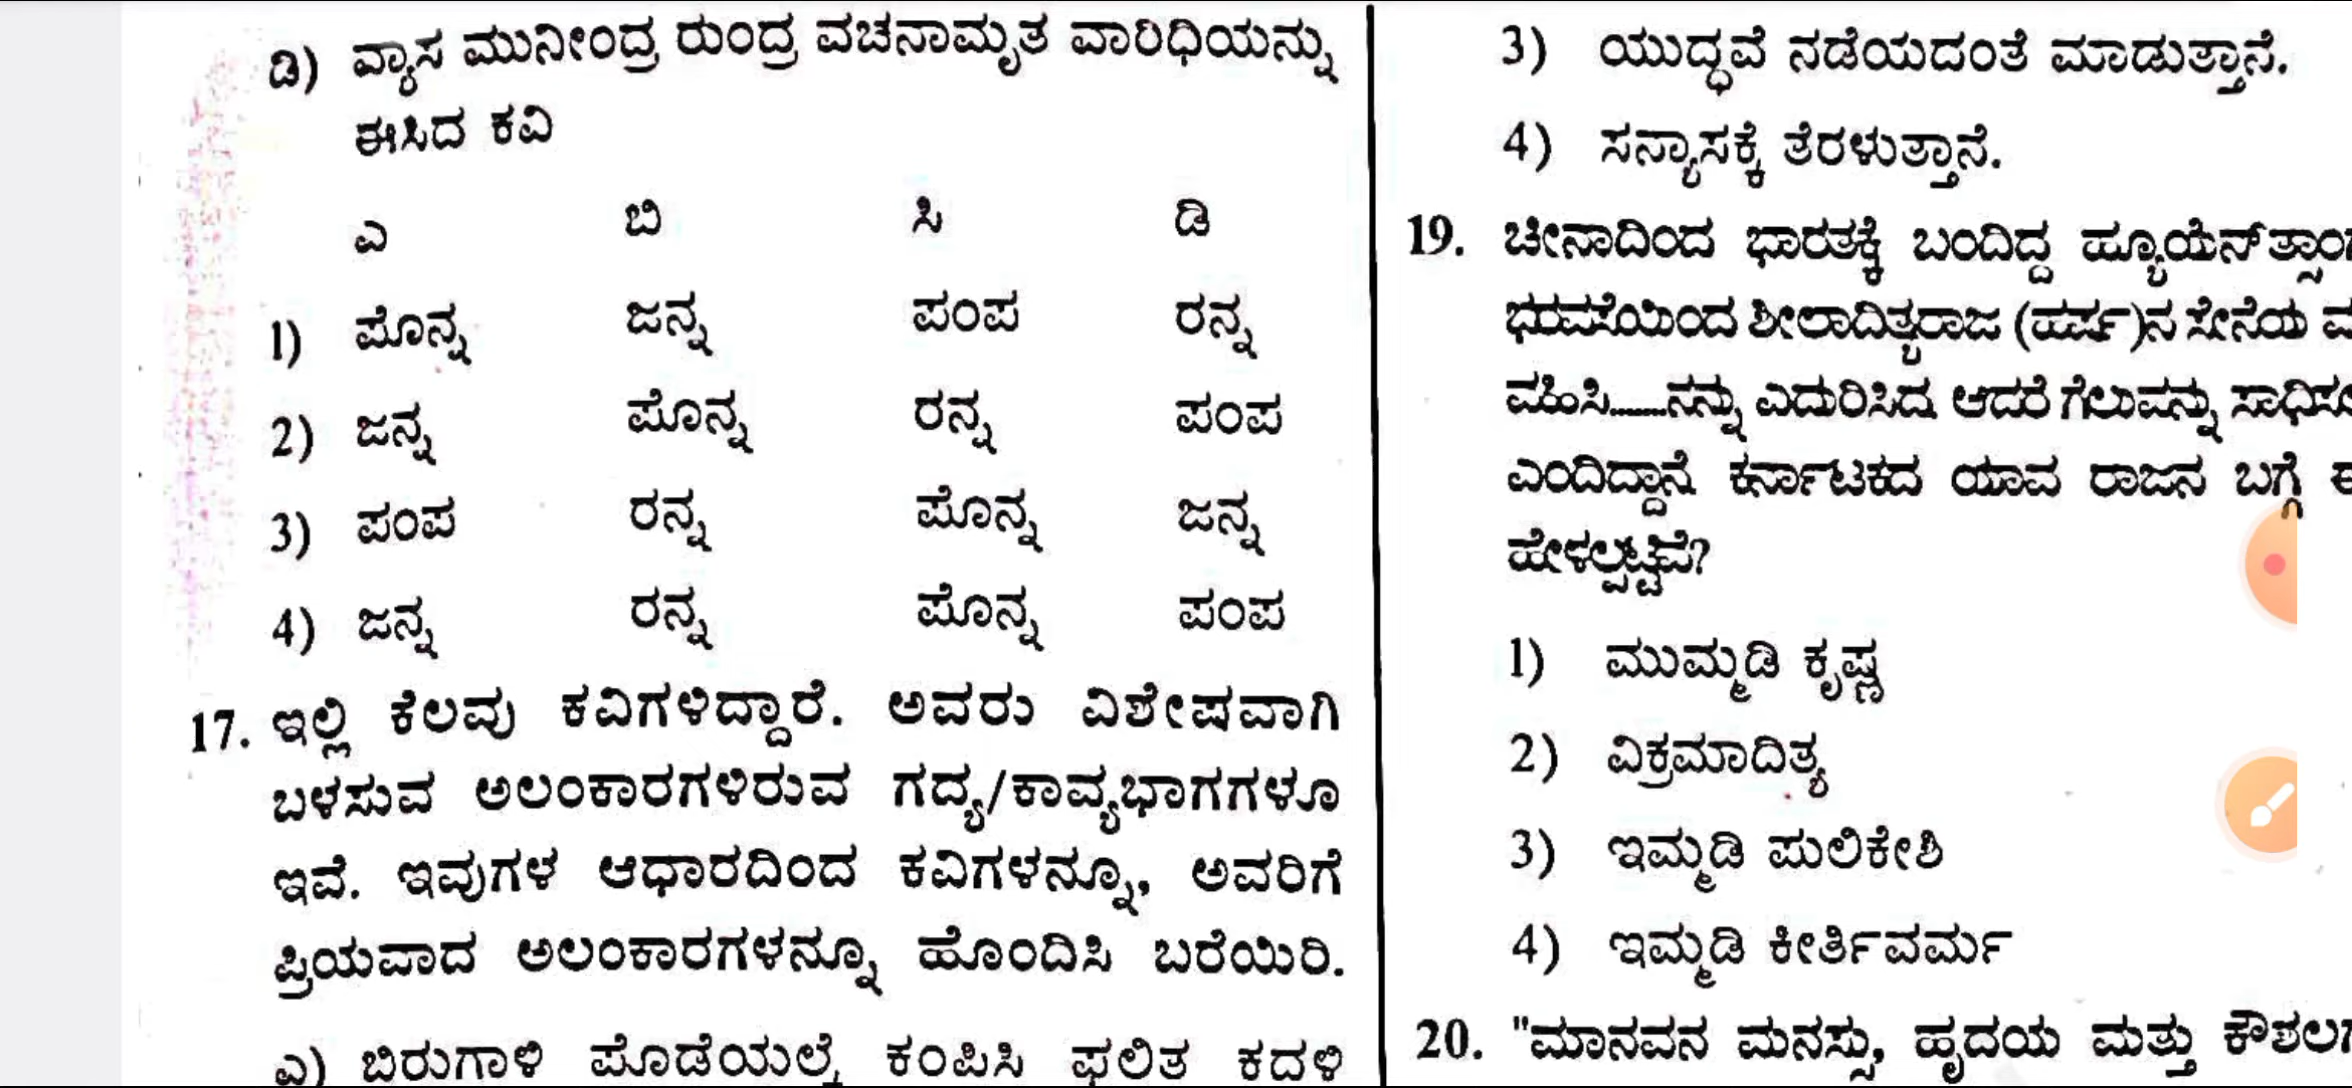 ಡಿ) ವ್ಯಾಸ ಮುನೀಂದ್ರ ರುಂದ್ರ ವಚನಾಮೃತ ವಾರಿಧಿಯನ್ನು
ಈಸಿದ ಕವಿ
ಎ ಬಿ ಸಿ ಡಿ
1) ಪೊನ್ನ ಜನ್ನ ಪಂಪ ರನ್ನ
2) ಜನ್ನ ಪೊನ್ನ ರನ್ನ ಪಂಪ
3) ಪಂಪ ರನ್ನ ಪೊನ್ನ ಜನ್ನ
4) ಜನ್ನ ರನ್ನ ಪೊನ್ನ ಪಂಪ
17. ಇಲ್ಲಿ ಕೆಲವು ಕವಿಗಳಿದ್ದಾರೆ. ಅವರು ವಿಶೇಷವಾಗಿ
ಬಳಸುವ ಅಲಂಕಾರಗಳಿರುವ ಗದ್ಯ/ಕಾವ್ಯಭಾಗಗಳೂ
ಇವೆ. ಇವುಗಳ ಆಧಾರದಿಂದ ಕವಿಗಳನ್ನೂ, ಅವರಿಗೆ
ಪ್ರಿಯವಾದ ಅಲಂಕಾರಗಳನ್ನೂ ಹೊಂದಿಸಿ ಬರೆಯಿರಿ.
ಎ) ಬಿರುಗಾಳಿ ಪೊಡೆಯಲ್ಕೆ ಕಂಪಿಸಿ ಫಲಿತ ಕದಳಿ
3) ಯುದ್ಧವೆ ನಡೆಯದಂತೆ ಮಾಡುತ್ತಾನೆ.
4) ಸನ್ಯಾಸಕ್ಕೆ ತೆರಳುತ್ತಾನೆ.
19. ಚೀನಾದಿಂದ ಭಾರತಕ್ಕೆ ಬಂದಿದ್ದ ಹ್ಯೂಯೆನ್‌ತ್ಸಾಂಗ
ಭರವಸೆಯಿಂದ ಶೀಲಾದಿತ್ಯರಾಜ (ಹರ್ಷ)ನ ಸೇನೆಯ
ವಹಿಸಿ......ನನ್ನು ಎದುರಿಸಿದ ಆದರೆ ಗೆಲುವನ್ನು
ಎಂದಿದ್ದಾನೆ ಕರ್ನಾಟಕದ ಯಾವ ರಾಜನ ಬಗ್ಗೆ
ಹೇಳಲ್ಪಟ್ಟಿವೆ?
1) ಮುಮ್ಮಡಿ ಕೃಷ್ಣ
2) ವಿಕ್ರಮಾದಿತ್ಯ
3) ಇಮ್ಮಡಿ ಪುಲಿಕೇಶಿ
4) ಇಮ್ಮಡಿ ಕೀರ್ತಿವರ್ಮ
20. "ಮಾನವನ ಮನಸ್ಸು, ಹೃದಯ ಮತ್ತು